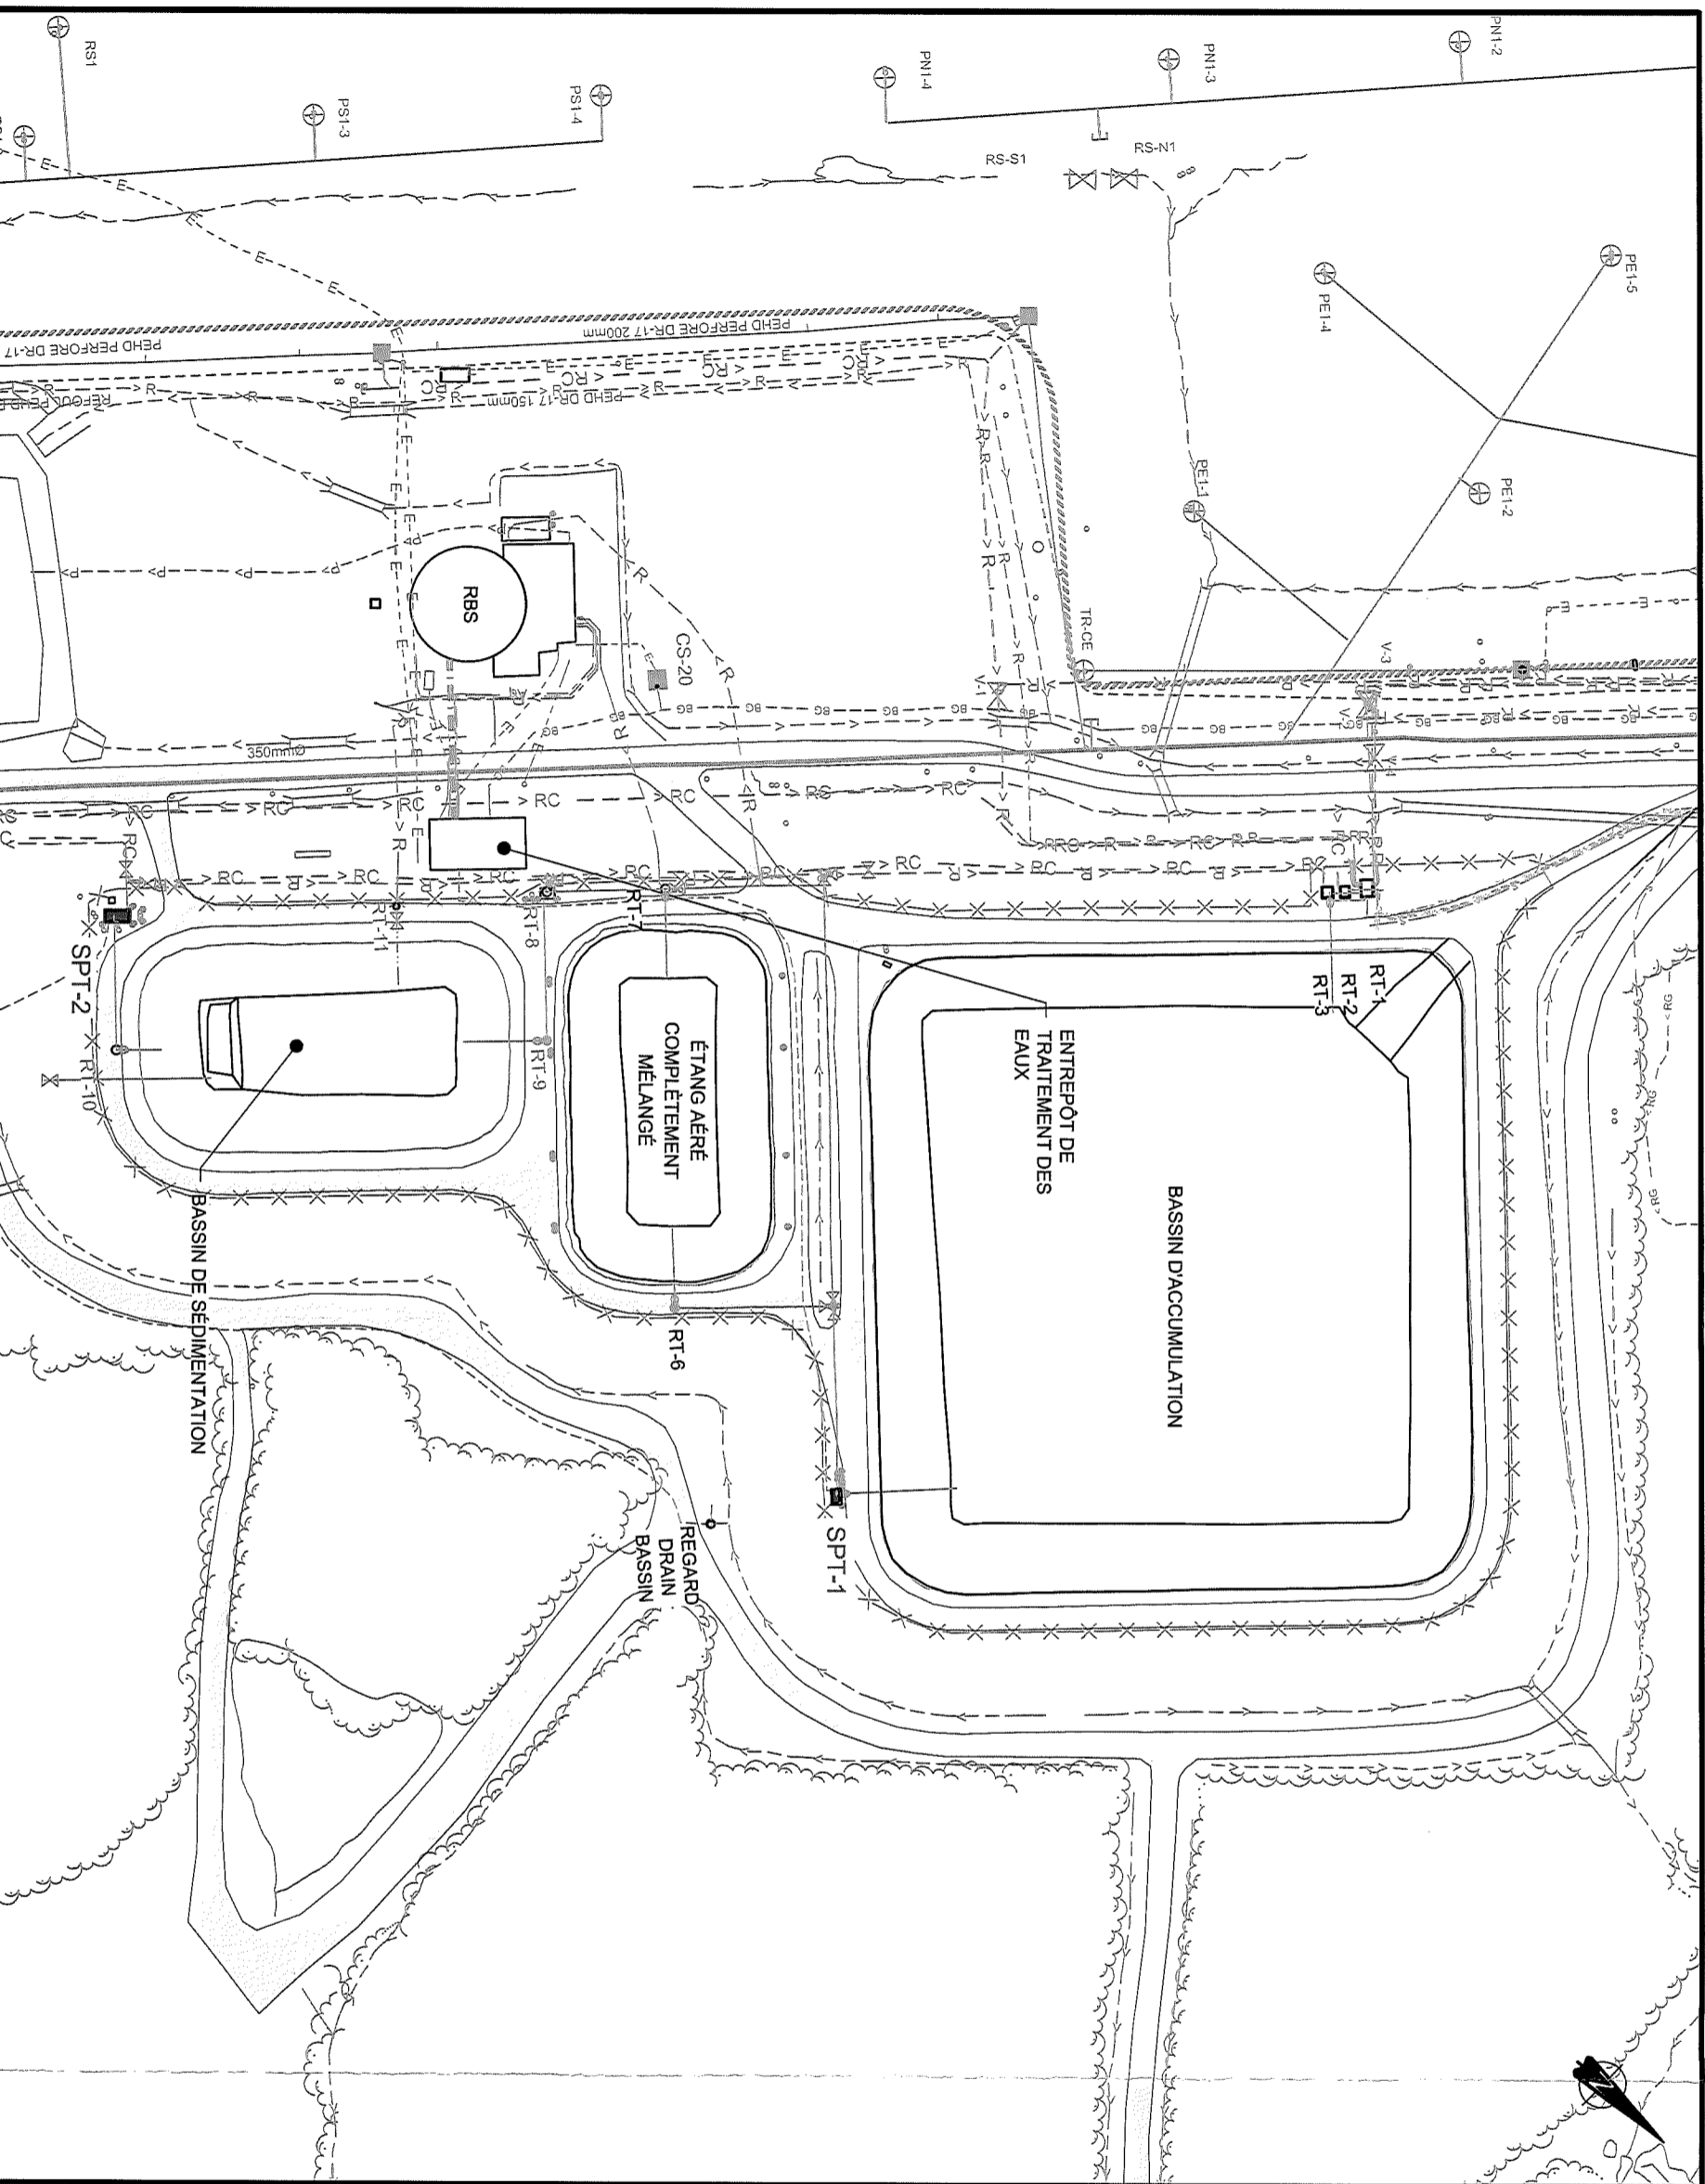 RS1
PS1-3
PS1-4
PN1-4
PN1-3
PN1-2
RS-S1
RS-N1
PE1-5
PE1-4
PE1-2
PE1-1
PEHD PERFORE DR-17 200mm
PEHD PERFORE DR-17
PEHD DR-17 150mm
REFOUL
RBS
CS-20
TR-CE
V-3
V-1
350mmØ
RT-1
RT-2
RT-3
RT-7
RT-8
RT-9
RT-11
RT-10
RT-6
SPT-2
SPT-1
ENTREPÔT DE
TRAITEMENT DES
EAUX
ÉTANG AÉRÉ
COMPLÈTEMENT
MÉLANGÉ
BASSIN D'ACCUMULATION
BASSIN DE SÉDIMENTATION
REGARD
DRAIN
BASSIN
N